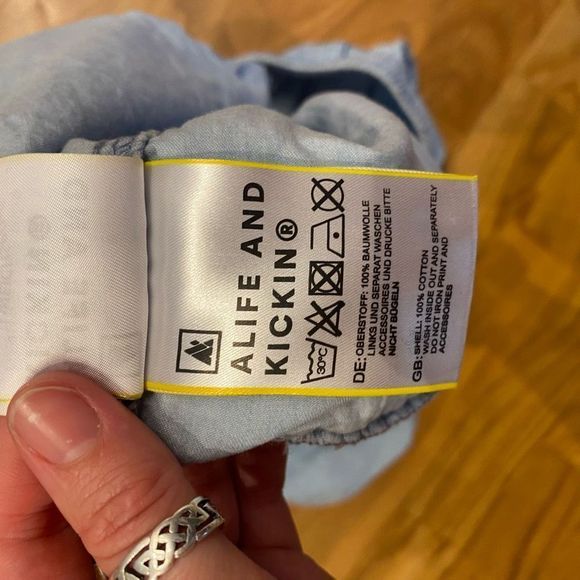 ALIFE AND
KICKIN®
30°C
DE: OBERSTOFF: 100% BAUMWOLLE
LINKS UND SEPARAT WASCHEN
ACCESSOIRES UND DRUCKE BITTE
NICHT BÜGELN
GB: SHELL: 100% COTTON
WASH INSIDE OUT AND SEPARATELY
DO NOT IRON PRINT AND
ACCESSORIES